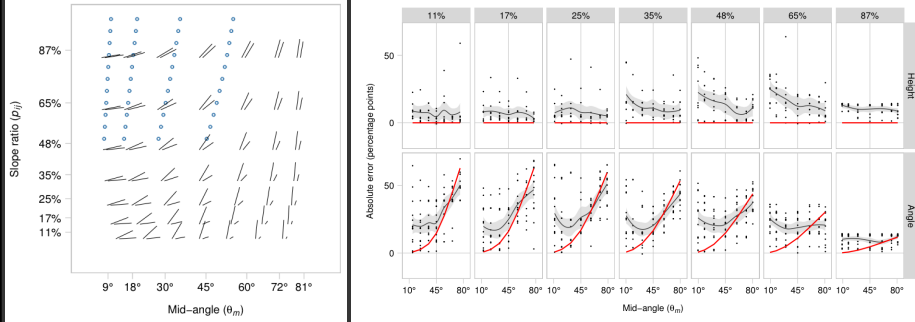 87%
65%
48%
35%
25%
17%
11%
Slope ratio (pij)
9° 18° 30° 45° 60° 72° 81°
Mid-angle (θm)
11% 17% 25% 35% 48% 65% 87%
50
0
Height
50
0
Angle
Absolute error (percentage points)
10° 45° 80° 10° 45° 80° 10° 45° 80° 10° 45° 80° 10° 45° 80° 10° 45° 80° 10° 45° 80°
Mid-angle (θm)